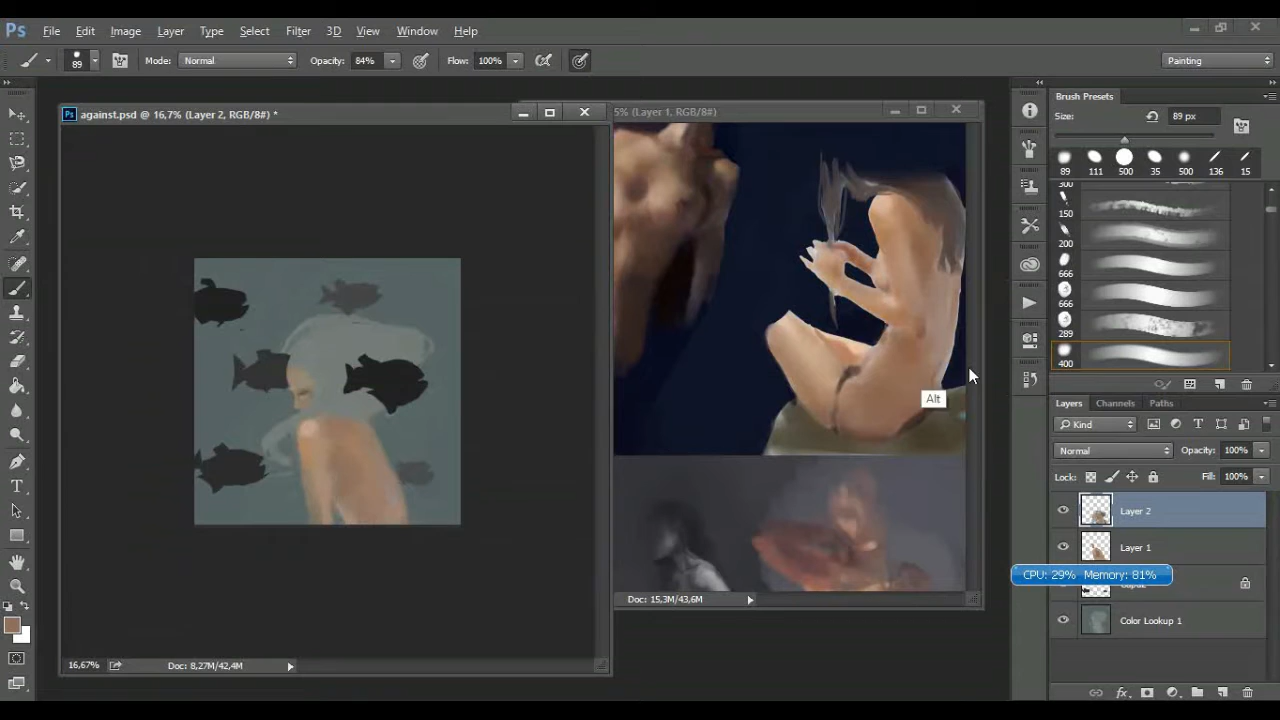 Ps File Edit Image Layer Type Select Filter 3D View Window Help
89 Mode: Normal Opacity: 84% Flow: 100% Painting
Ps against.psd @ 16,7% (Layer 2, RGB/8#) *
5% (Layer 1, RGB/8#)
Brush Presets
Size: 89 px
89 111 500 35 500 136 15
300
150
200
666
666
289
400
Alt
Layers Channels Paths
Kind
Normal Opacity: 100%
Lock: Fill: 100%
Layer 2
Layer 1
CPU: 29% Memory: 81%
Color Lookup 1
Doc: 15,3M/43,6M
16,67% Doc: 8,27M/42,4M
T
fx